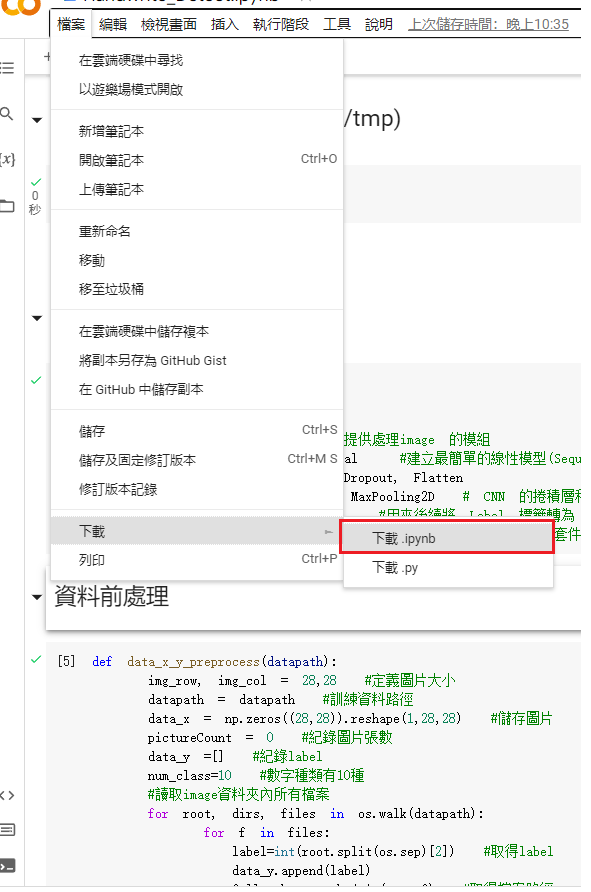 檔案 編輯 檢視畫面 插入 執行階段 工具 說明 上次儲存時間：晚上10:35
在雲端硬碟中尋找
以遊樂場模式開啟
/tmp)
新增筆記本
開啟筆記本 Ctrl+O
上傳筆記本
{x}
0
秒
重新命名
移動
移至垃圾桶
在雲端硬碟中儲存複本
將副本另存為 GitHub Gist
在 GitHub 中儲存副本
儲存 Ctrl+S
提供處理image 的模組
儲存及固定修訂版本 Ctrl+M S
al #建立最簡單的線性模型(Sequ
修訂版本記錄
Dropout, Flatten
MaxPooling2D # CNN 的捲積層和
#用來後續將 Label 標籤轉為
下載
下載 .ipynb
套件
列印 Ctrl+P
下載 .py
資料前處理
[5] def data_x_y_preprocess(datapath):
img_row, img_col = 28,28 #定義圖片大小
datapath = datapath #訓練資料路徑
data_x = np.zeros((28,28)).reshape(1,28,28) #儲存圖片
pictureCount = 0 #紀錄圖片張數
data_y =[] #紀錄label
num_class=10 #數字種類有10種
#讀取image資料夾內所有檔案
for root, dirs, files in os.walk(datapath):
for f in files:
label=int(root.split(os.sep)[2]) #取得label
data_y.append(label)